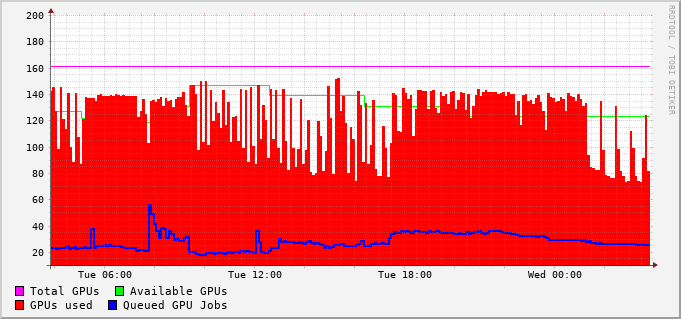 200
180
160
140
120
100
80
60
40
20
Tue 06:00 Tue 12:00 Tue 18:00 Wed 00:00
Total GPUs Available GPUs
GPUs used Queued GPU Jobs
RRDTOOL / TOBI OETIKER